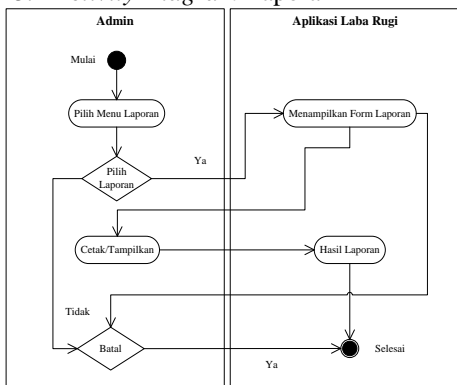 Admin
Aplikasi Laba Rugi
Mulai
Pilih Menu Laporan
Menampilkan Form Laporan
Pilih
Laporan
Ya
Cetak/Tampilkan
Hasil Laporan
Tidak
Batal
Ya
Selesai